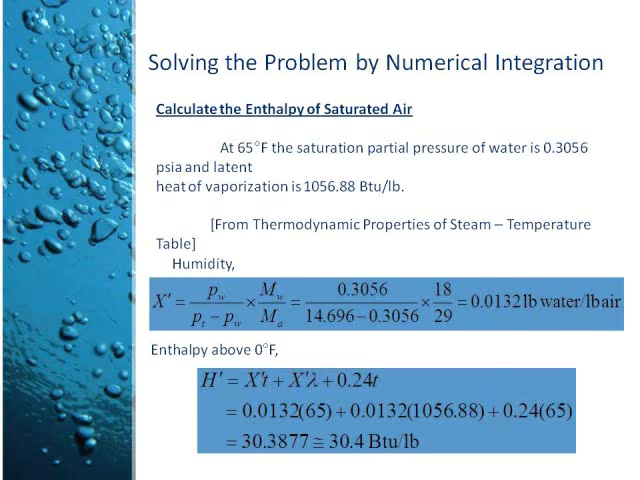 Solving the Problem by Numerical Integration
Calculate the Enthalpy of Saturated Air
At 65°F the saturation partial pressure of water is 0.3056
psia and latent
heat of vaporization is 1056.88 Btu/lb.
[From Thermodynamic Properties of Steam – Temperature
Table]
Humidity,
X' = p_w / (p_t − p_w) × M_w / M_a = 0.3056 / (14.696 − 0.3056) × 18 / 29 = 0.0132 lb water/lb air
Enthalpy above 0°F,
H' = X't + X'λ + 0.24t
= 0.0132(65) + 0.0132(1056.88) + 0.24(65)
= 30.3877 ≅ 30.4 Btu/lb